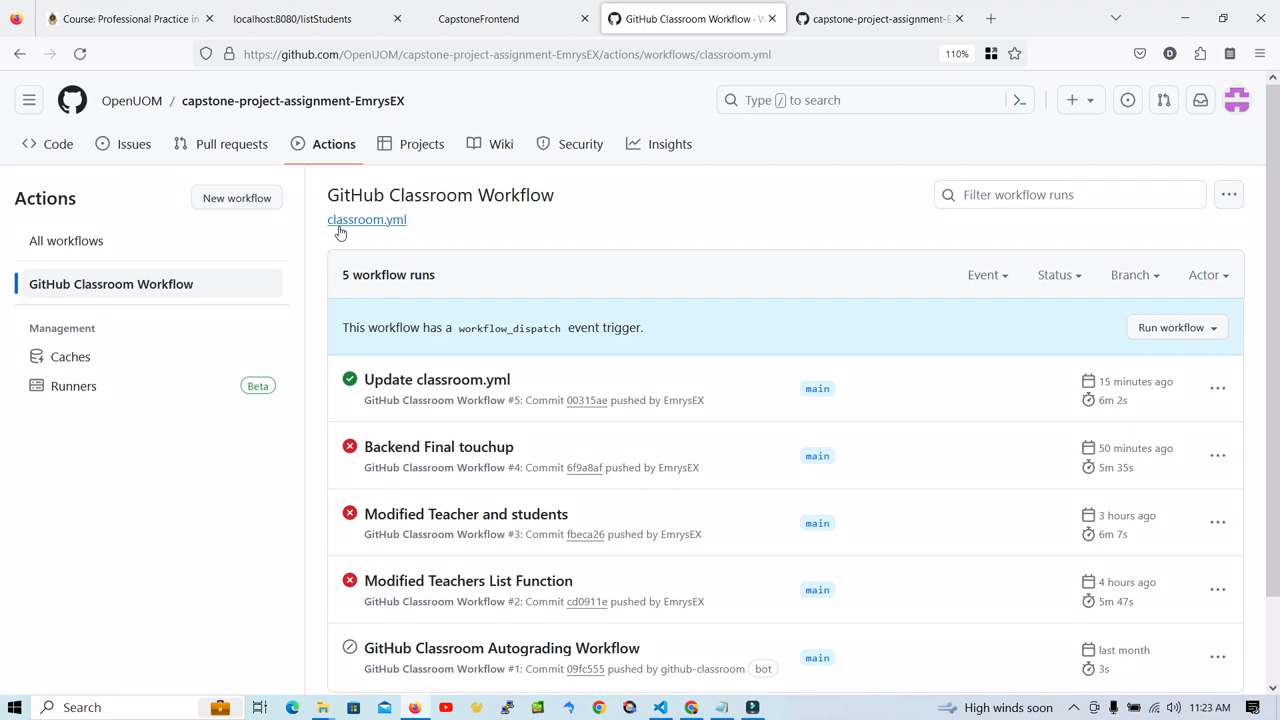 Course: Professional Practice in
localhost:8080/listStudents
CapstoneFrontend
GitHub Classroom Workflow · W
capstone-project-assignment-E
https://github.com/OpenUOM/capstone-project-assignment-EmrysEX/actions/workflows/classroom.yml
110%
OpenUOM / capstone-project-assignment-EmrysEX
Type / to search
Code
Issues
Pull requests
Actions
Projects
Wiki
Security
Insights
Actions
New workflow
All workflows
GitHub Classroom Workflow
Management
Caches
Runners
Beta
GitHub Classroom Workflow
classroom.yml
Filter workflow runs
5 workflow runs
Event
Status
Branch
Actor
This workflow has a workflow_dispatch event trigger.
Run workflow
Update classroom.yml
GitHub Classroom Workflow #5: Commit 00315ae pushed by EmrysEX
main
15 minutes ago
6m 2s
Backend Final touchup
GitHub Classroom Workflow #4: Commit 6f9a8af pushed by EmrysEX
main
50 minutes ago
5m 35s
Modified Teacher and students
GitHub Classroom Workflow #3: Commit fbeca26 pushed by EmrysEX
main
3 hours ago
6m 7s
Modified Teachers List Function
GitHub Classroom Workflow #2: Commit cd0911e pushed by EmrysEX
main
4 hours ago
5m 47s
GitHub Classroom Autograding Workflow
GitHub Classroom Workflow #1: Commit 09fc555 pushed by github-classroom bot
main
last month
3s
Search
High winds soon
11:23 AM